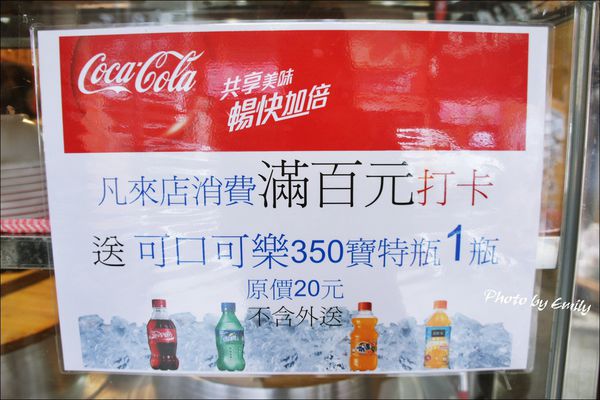 Coca-Cola
共享美味
暢快加倍
凡來店消費滿百元打卡
送 可口可樂350寶特瓶1瓶
原價20元
不含外送
Photo by Emily